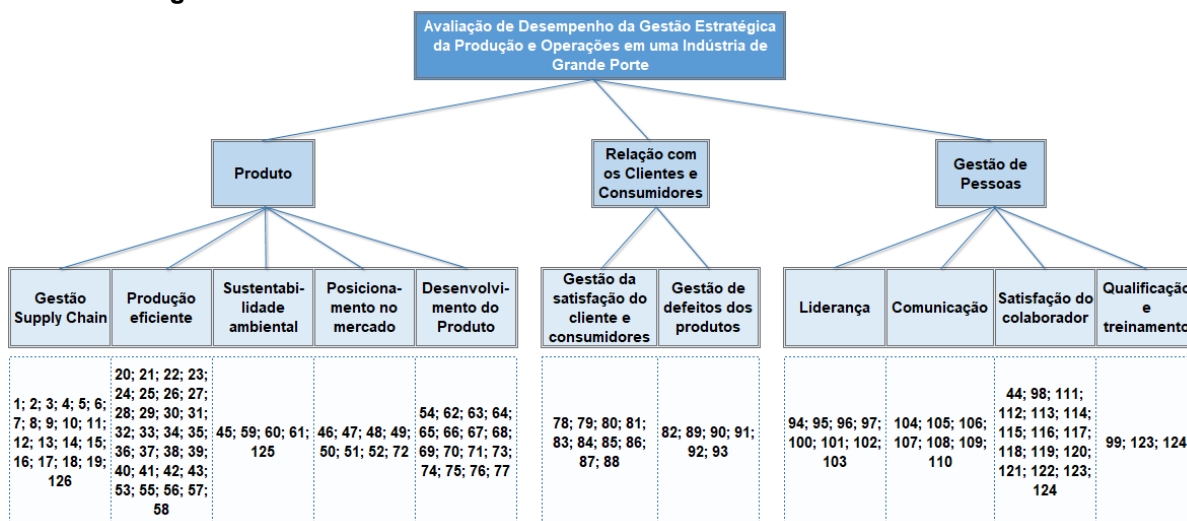 Avaliação de Desempenho da Gestão Estratégica
da Produção e Operações em uma Indústria de
Grande Porte
Produto
Relação com
os Clientes e
Consumidores
Gestão de
Pessoas
Gestão
Supply Chain
Produção
eficiente
Sustentabi-
lidade
ambiental
Posiciona-
mento no
mercado
Desenvolvi-
mento do
Produto
Gestão da
satisfação do
cliente e
consumidores
Gestão de
defeitos dos
produtos
Liderança
Comunicação
Satisfação do
colaborador
Qualificação
e
treinamento
1; 2; 3; 4; 5; 6;
7; 8; 9; 10; 11;
12; 13; 14; 15;
16; 17; 18; 19;
126
20; 21; 22; 23;
24; 25; 26; 27;
28; 29; 30; 31;
32; 33; 34; 35;
36; 37; 38; 39;
40; 41; 42; 43;
53; 55; 56; 57;
58
45; 59; 60; 61;
125
46; 47; 48; 49;
50; 51; 52; 72
54; 62; 63; 64;
65; 66; 67; 68;
69; 70; 71; 73;
74; 75; 76; 77
78; 79; 80; 81;
83; 84; 85; 86;
87; 88
82; 89; 90; 91;
92; 93
94; 95; 96; 97;
100; 101; 102;
103
104; 105; 106;
107; 108; 109;
110
44; 98; 111;
112; 113; 114;
115; 116; 117;
118; 119; 120;
121; 122; 123;
124
99; 123; 124